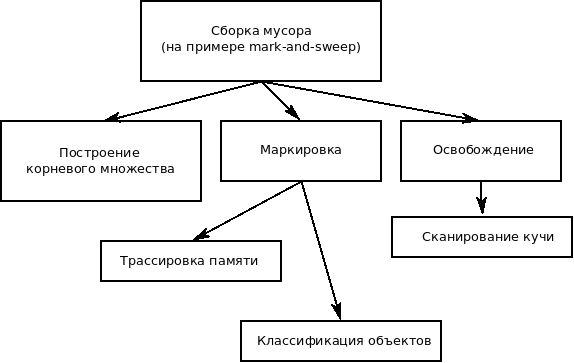 Сборка мусора
(на примере mark-and-sweep)
Построение
корневого множества
Маркировка
Освобождение
Сканирование кучи
Трассировка памяти
Классификация объектов